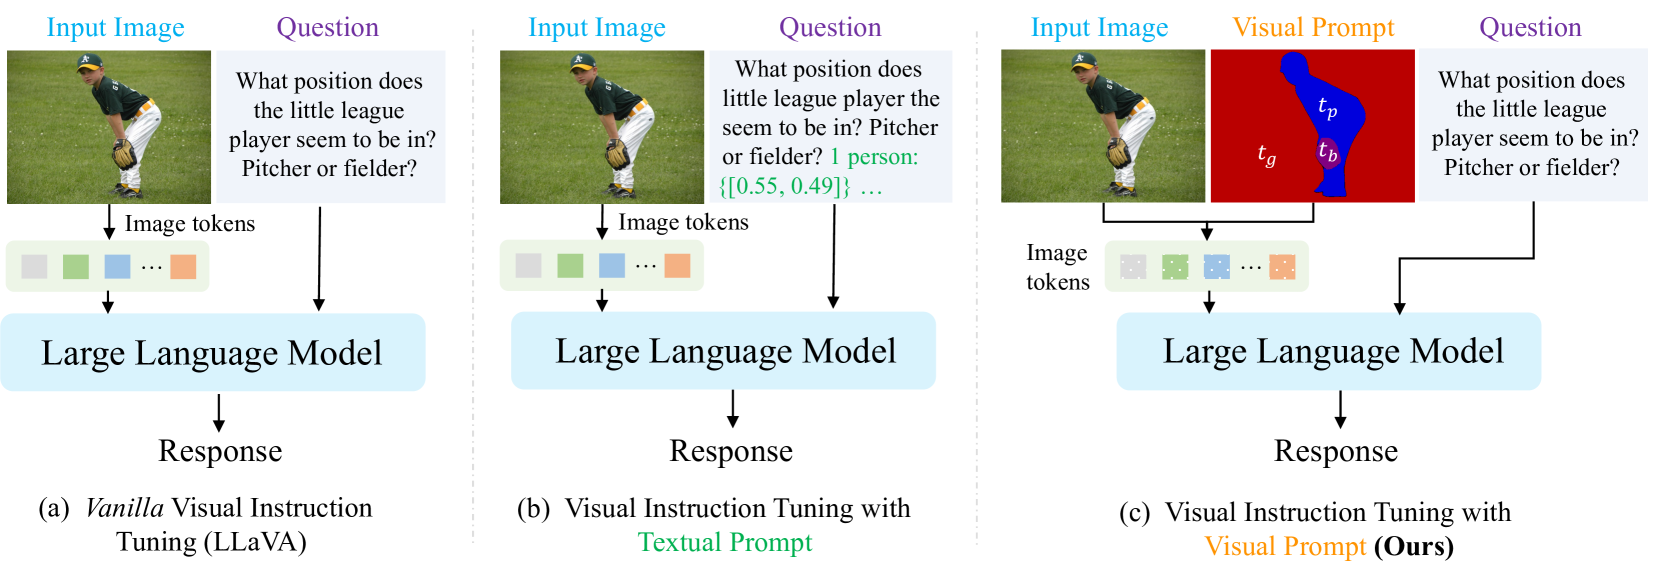 Input Image
Question
What position does
the little league
player seem to be in?
Pitcher or fielder?
Image tokens
...
Large Language Model
Response
(a) Vanilla Visual Instruction
Tuning (LLaVA)
Input Image
Question
What position does
little league player the
seem to be in? Pitcher
or fielder? 1 person:
{[0.55, 0.49]} ...
Image tokens
...
Large Language Model
Response
(b) Visual Instruction Tuning with
Textual Prompt
Input Image
Visual Prompt
Question
t_p
t_b
t_g
What position does
the little league
player seem to be in?
Pitcher or fielder?
Image
tokens
...
Large Language Model
Response
(c) Visual Instruction Tuning with
Visual Prompt (Ours)